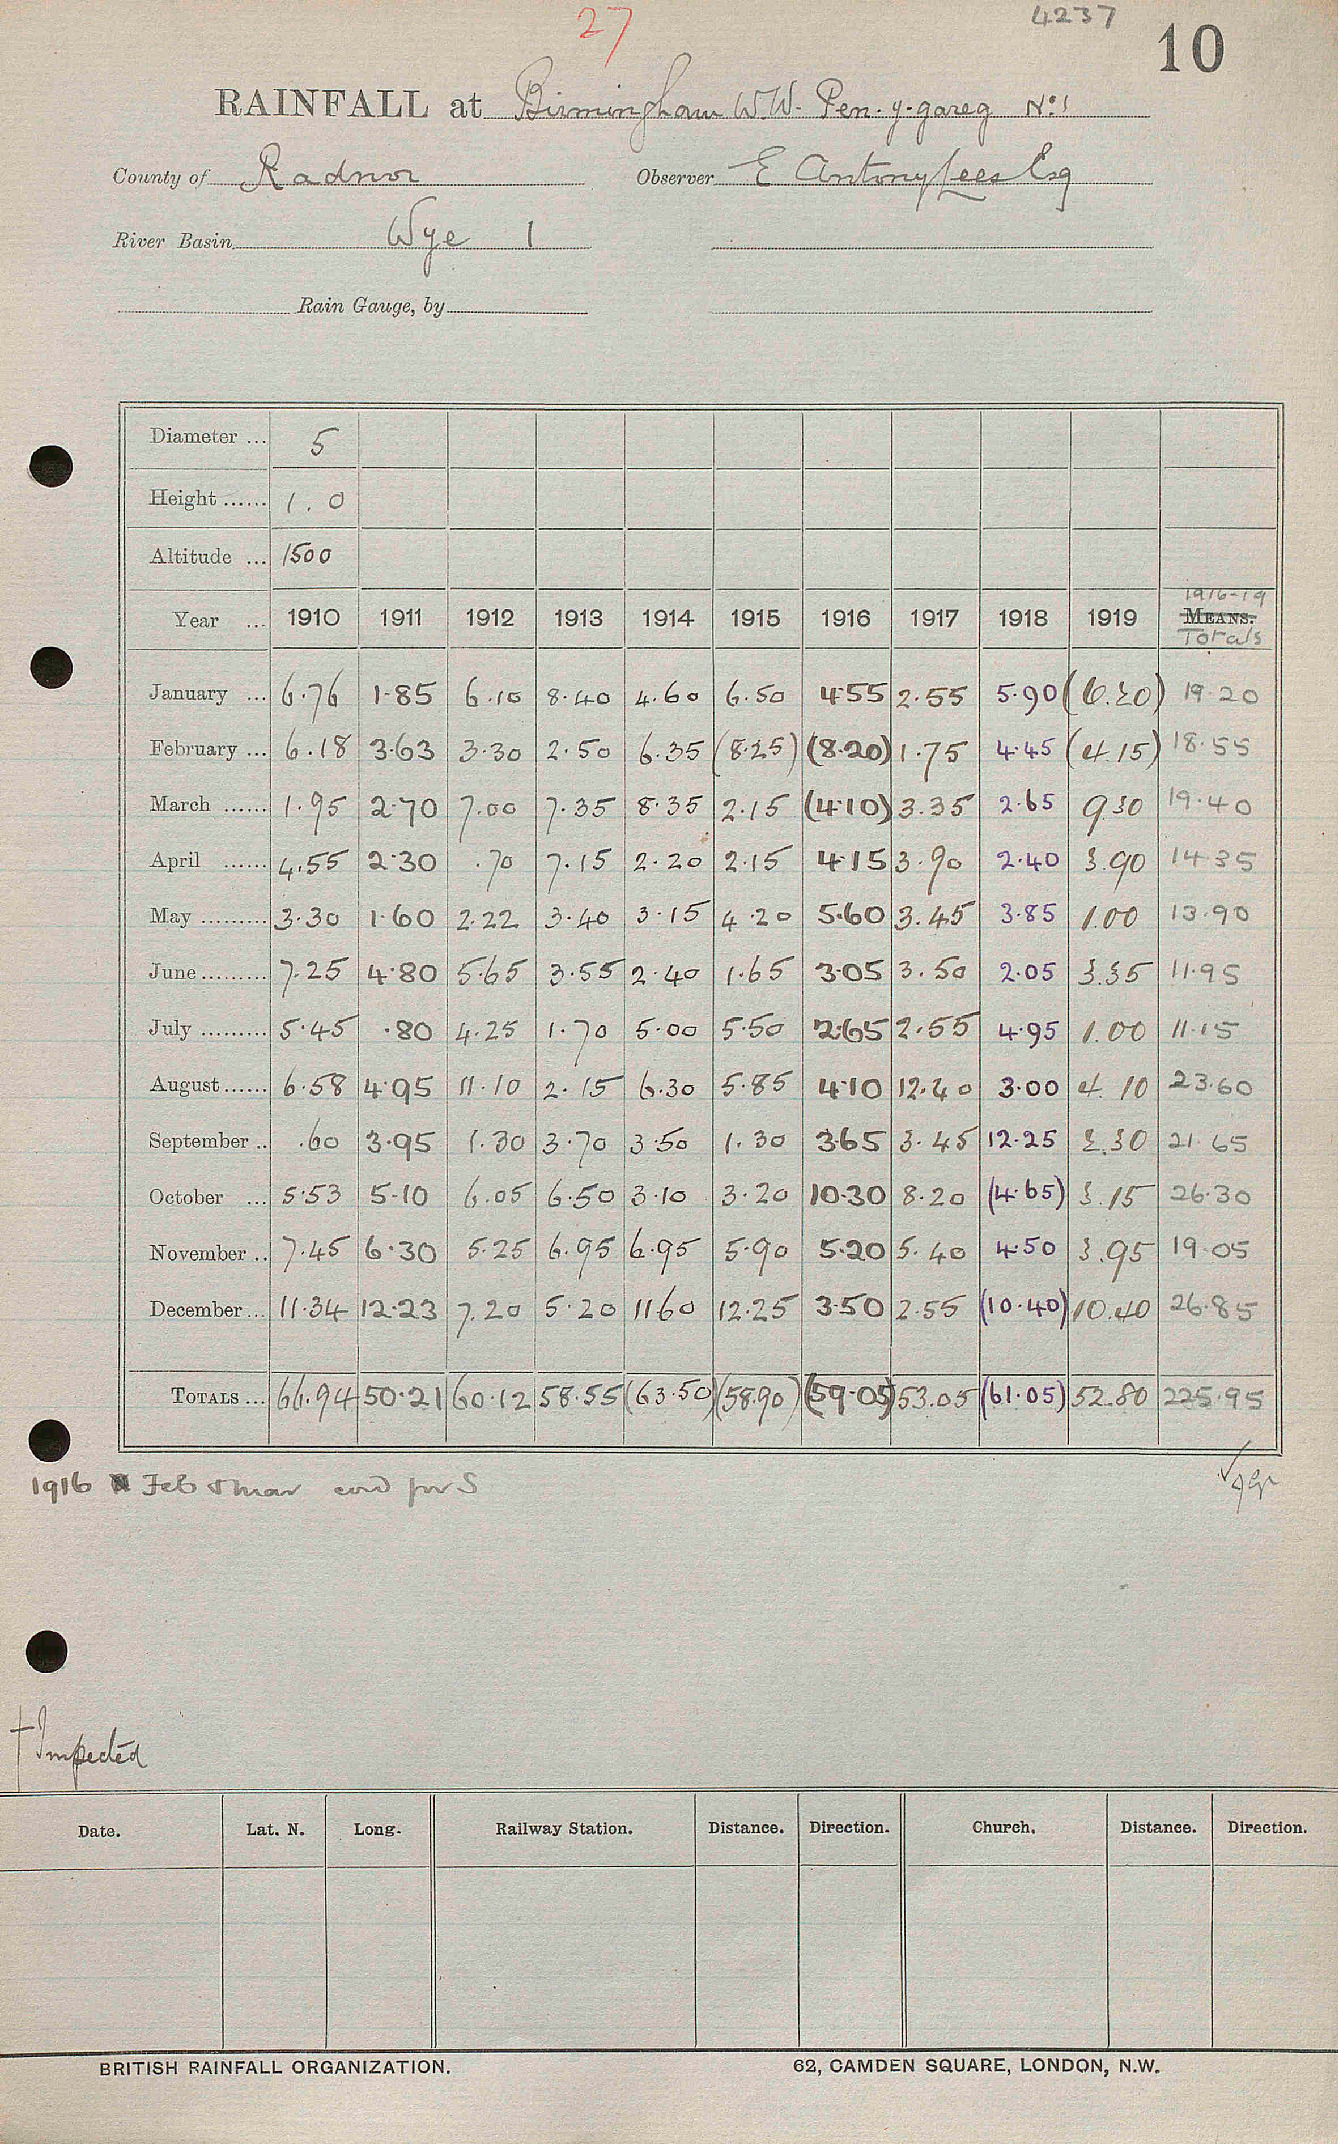 27
4237
10
RAINFALL at Birmingham W.W. Pen-y-gareg No. 1
County of Radnor Observer E Antony Lees Esq
River Basin Wye 1
Rain Gauge, by
Diameter ... 5
Height ...... 1.0
Altitude ... 1500
1916-19
Year ... 1910 1911 1912 1913 1914 1915 1916 1917 1918 1919 MEANS.
Totals
January ... 6.76 1.85 6.10 8.40 4.60 6.50 4.55 2.55 5.90 (6.20) 19.20
February ... 6.18 3.63 3.30 2.50 6.35 (8.25) (8.20) 1.75 4.45 (4.15) 18.55
March ...... 1.95 2.70 7.00 7.35 8.35 2.15 (4.10) 3.35 2.65 9.30 19.40
April ...... 4.55 2.30 .70 7.15 2.20 2.15 4.15 3.90 2.40 3.90 14.35
May ......... 3.30 1.60 2.22 3.40 3.15 4.20 5.60 3.45 3.85 1.00 13.90
June ......... 7.25 4.80 5.65 3.55 2.40 1.65 3.05 3.50 2.05 3.35 11.95
July ......... 5.45 .80 4.25 1.70 5.00 5.50 2.65 2.55 4.95 1.00 11.15
August ...... 6.58 4.95 11.10 2.15 6.30 5.85 4.10 12.40 3.00 4.10 23.60
September .. .60 3.95 1.30 3.70 3.50 1.30 3.65 3.45 12.25 2.30 21.65
October ... 5.53 5.10 6.05 6.50 3.10 3.20 10.30 8.20 (4.65) 3.15 26.30
November .. 7.45 6.30 5.25 6.95 6.95 5.90 5.20 5.40 4.50 3.95 19.05
December ... 11.34 12.23 7.20 5.20 11.60 12.25 3.50 2.55 (10.40) 10.40 26.85
TOTALS ... 66.94 50.21 60.12 58.55 (63.50) (58.90) (59.05) 53.05 (61.05) 52.80 225.95
1916 Feb & Mar cord for S
† Inspected
Date. Lat. N. Long. Railway Station. Distance. Direction. Church. Distance. Direction.
BRITISH RAINFALL ORGANIZATION. 62, CAMDEN SQUARE, LONDON, N.W.